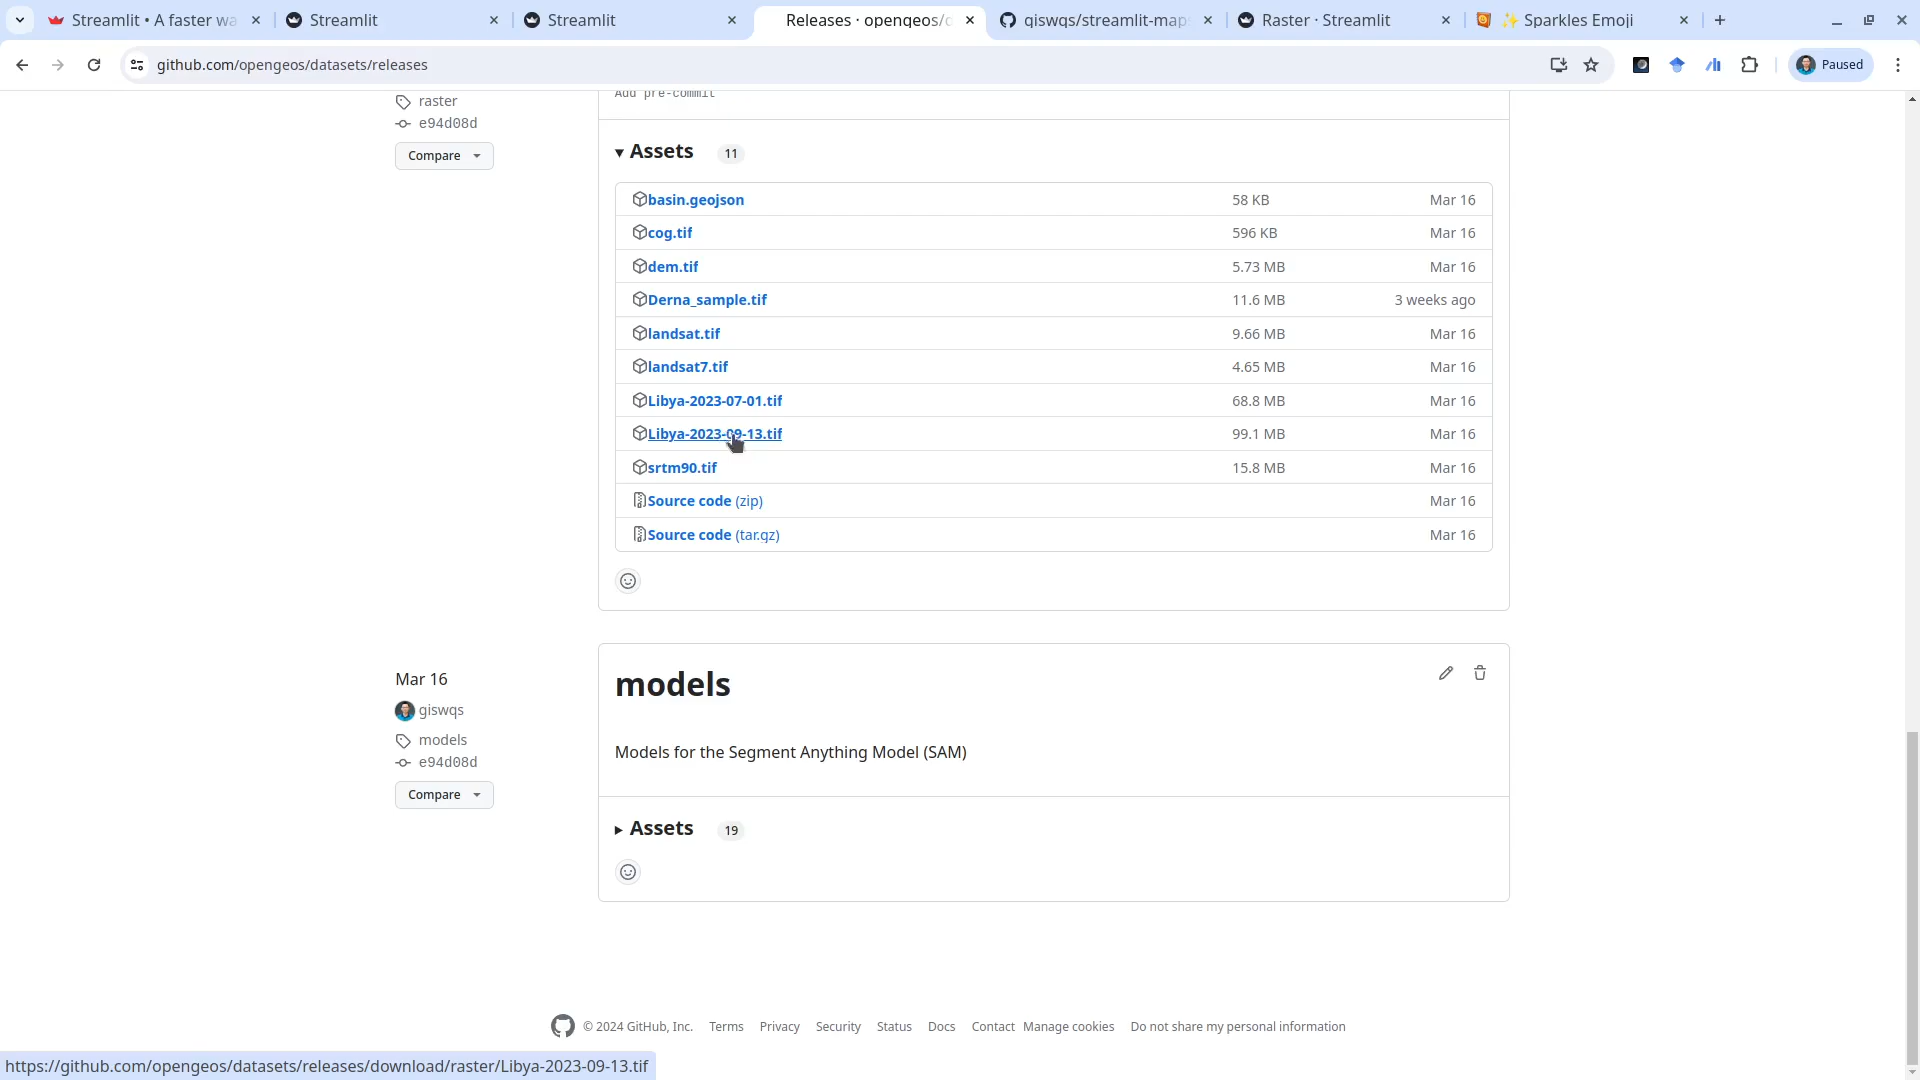 Streamlit • A faster wa
Streamlit
Streamlit
Releases · opengeos/d
giswqs/streamlit-map
Raster · Streamlit
✨ Sparkles Emoji
github.com/opengeos/datasets/releases
Paused
raster
e94d08d
Compare
Add pre-commit
Assets 11
basin.geojson 58 KB Mar 16
cog.tif 596 KB Mar 16
dem.tif 5.73 MB Mar 16
Derna_sample.tif 11.6 MB 3 weeks ago
landsat.tif 9.66 MB Mar 16
landsat7.tif 4.65 MB Mar 16
Libya-2023-07-01.tif 68.8 MB Mar 16
Libya-2023-09-13.tif 99.1 MB Mar 16
srtm90.tif 15.8 MB Mar 16
Source code (zip) Mar 16
Source code (tar.gz) Mar 16
Mar 16
giswqs
models
e94d08d
Compare
models
Models for the Segment Anything Model (SAM)
Assets 19
© 2024 GitHub, Inc. Terms Privacy Security Status Docs Contact Manage cookies Do not share my personal information
https://github.com/opengeos/datasets/releases/download/raster/Libya-2023-09-13.tif